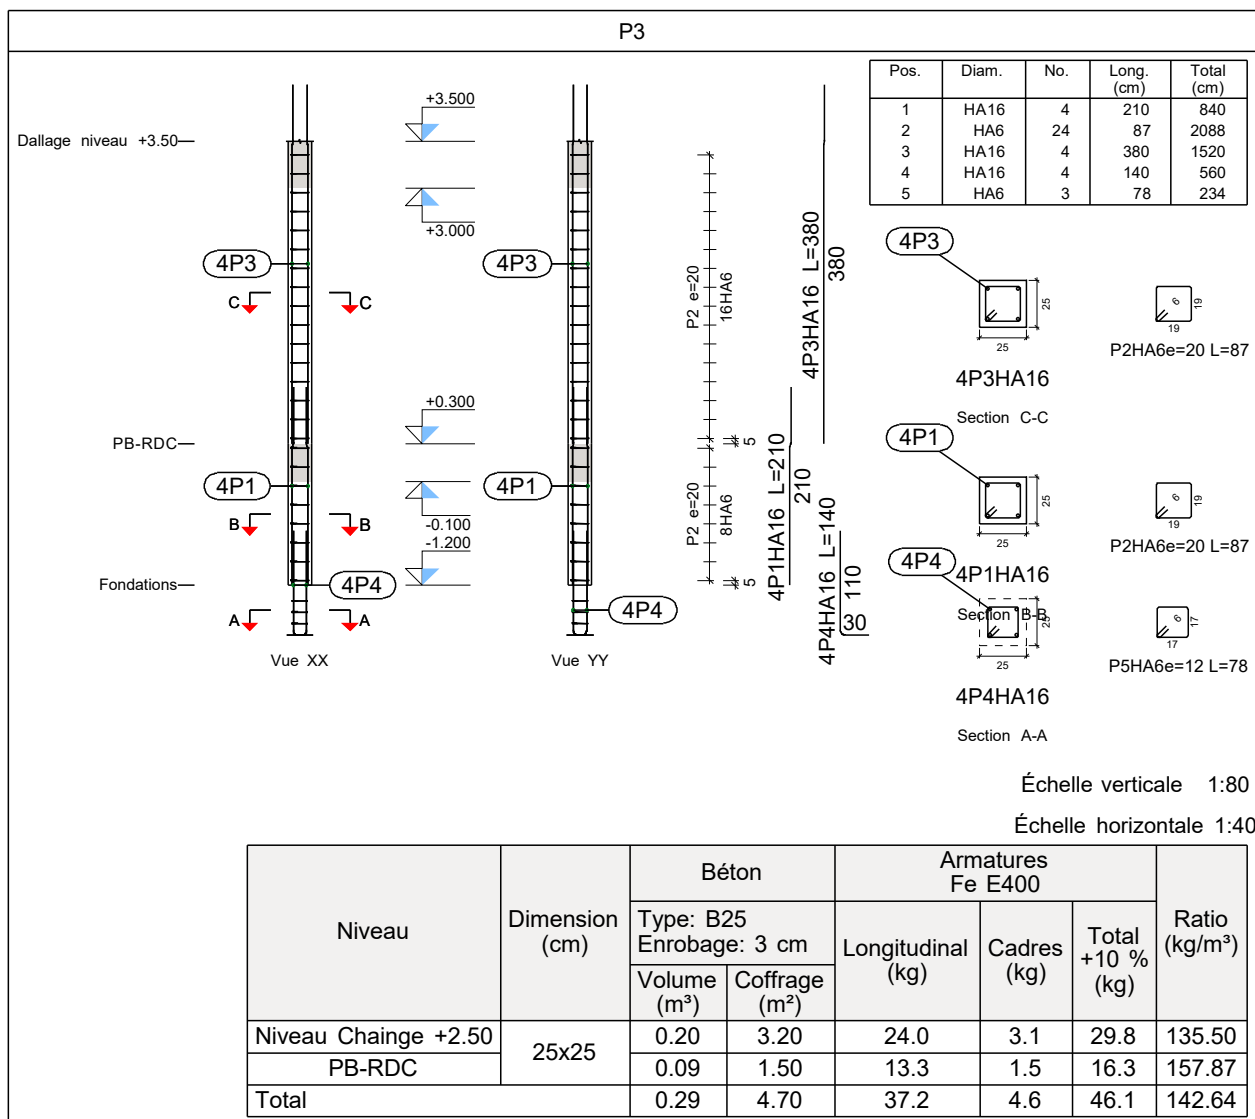 P3
Dallage niveau +3.50
PB-RDC
Fondations
4P3
C C
4P1
B B
4P4
A A
Vue XX
+3.500
+3.000
+0.300
-0.100
-1.200
4P3
4P1
4P4
Vue YY
P2 e=20
16HA6
5
P2 e=20
8HA6
5
4P1HA16 L=210
210
4P3HA16 L=380
380
4P4HA16 L=140
110
30
Pos. Diam. No. Long. (cm) Total (cm)
1 HA16 4 210 840
2 HA6 24 87 2088
3 HA16 4 380 1520
4 HA16 4 140 560
5 HA6 3 78 234
4P3
25
25
4P3HA16
Section C-C
6
19
19
P2HA6e=20 L=87
4P1
25
25
4P1HA16
Section B-B
6
19
19
P2HA6e=20 L=87
4P4
25
25
4P4HA16
Section A-A
6
17
17
P5HA6e=12 L=78
Échelle verticale 1:80
Échelle horizontale 1:40
Niveau
Dimension (cm)
Béton
Type: B25
Enrobage: 3 cm
Volume (m³)
Coffrage (m²)
Armatures
Fe E400
Longitudinal (kg)
Cadres (kg)
Total +10 % (kg)
Ratio (kg/m³)
Niveau Chainge +2.50 25x25 0.20 3.20 24.0 3.1 29.8 135.50
PB-RDC 0.09 1.50 13.3 1.5 16.3 157.87
Total 0.29 4.70 37.2 4.6 46.1 142.64